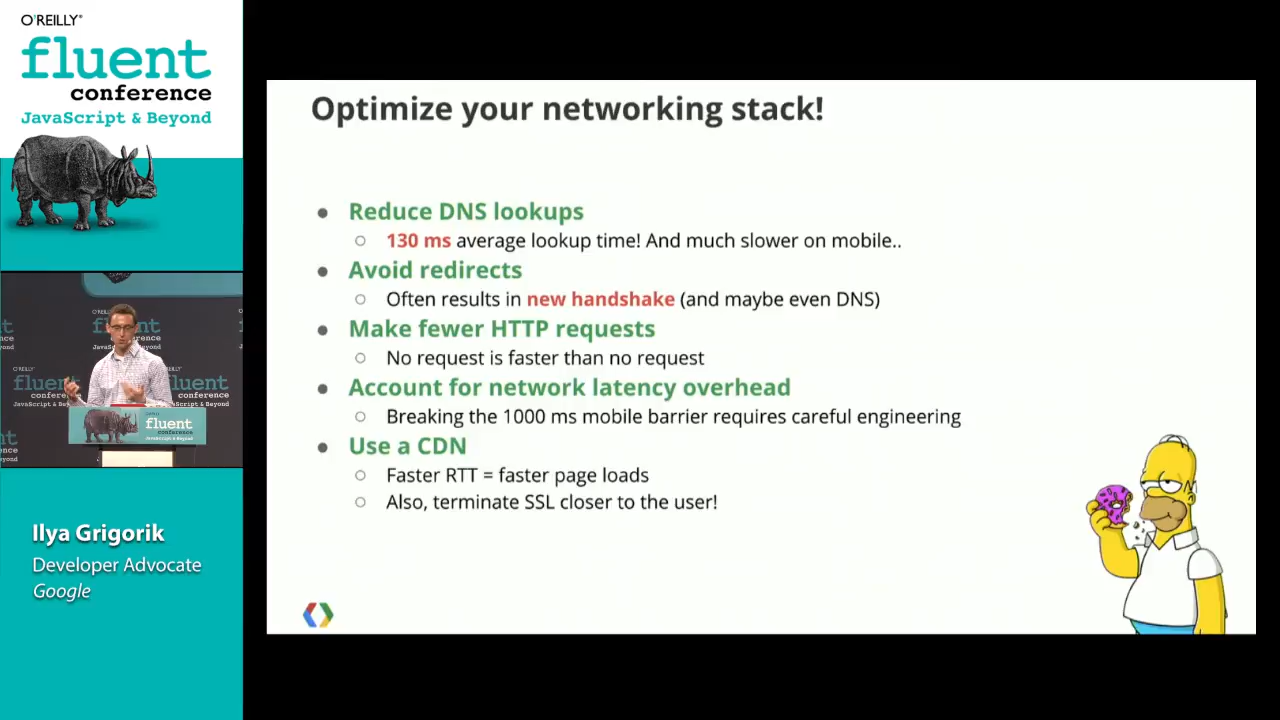 O'REILLY®
fluent
conference
JavaScript & Beyond
fluent
conference
JavaScript & Beyond
Ilya Grigorik
Developer Advocate
Google
Optimize your networking stack!
● Reduce DNS lookups
○ 130 ms average lookup time! And much slower on mobile..
● Avoid redirects
○ Often results in new handshake (and maybe even DNS)
● Make fewer HTTP requests
○ No request is faster than no request
● Account for network latency overhead
○ Breaking the 1000 ms mobile barrier requires careful engineering
● Use a CDN
○ Faster RTT = faster page loads
○ Also, terminate SSL closer to the user!